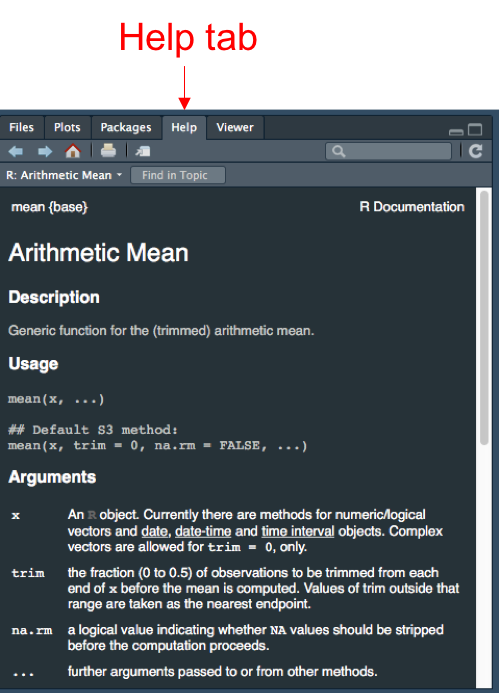 Help tab
Files Plots Packages Help Viewer
R: Arithmetic Mean Find in Topic
mean {base} R Documentation
Arithmetic Mean
Description
Generic function for the (trimmed) arithmetic mean.
Usage
mean(x, ...)
## Default S3 method:
mean(x, trim = 0, na.rm = FALSE, ...)
Arguments
x An R object. Currently there are methods for numeric/logical
vectors and date, date-time and time interval objects. Complex
vectors are allowed for trim = 0, only.
trim the fraction (0 to 0.5) of observations to be trimmed from each
end of x before the mean is computed. Values of trim outside that
range are taken as the nearest endpoint.
na.rm a logical value indicating whether NA values should be stripped
before the computation proceeds.
... further arguments passed to or from other methods.